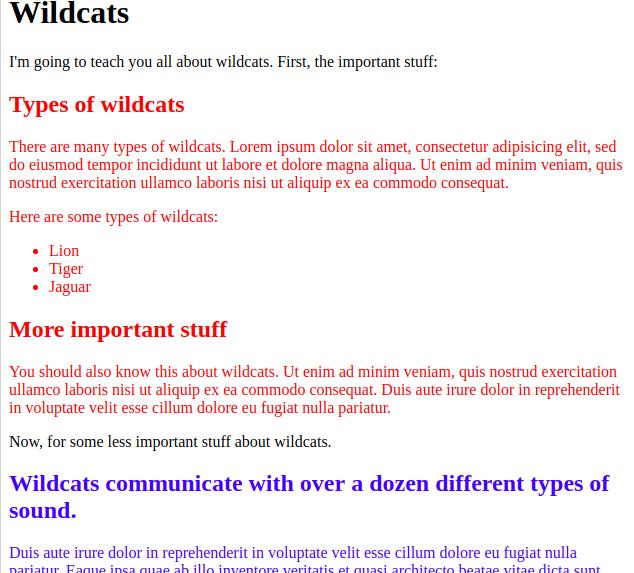 Wildcats
I'm going to teach you all about wildcats. First, the important stuff:
Types of wildcats
There are many types of wildcats. Lorem ipsum dolor sit amet, consectetur adipisicing elit, sed
do eiusmod tempor incididunt ut labore et dolore magna aliqua. Ut enim ad minim veniam, quis
nostrud exercitation ullamco laboris nisi ut aliquip ex ea commodo consequat.
Here are some types of wildcats:
• Lion
• Tiger
• Jaguar
More important stuff
You should also know this about wildcats. Ut enim ad minim veniam, quis nostrud exercitation
ullamco laboris nisi ut aliquip ex ea commodo consequat. Duis aute irure dolor in reprehenderit
in voluptate velit esse cillum dolore eu fugiat nulla pariatur.
Now, for some less important stuff about wildcats.
Wildcats communicate with over a dozen different types of
sound.
Duis aute irure dolor in reprehenderit in voluptate velit esse cillum dolore eu fugiat nulla
pariatur. Eaque ipsa quae ab illo inventore veritatis et quasi architecto beatae vitae dicta sunt